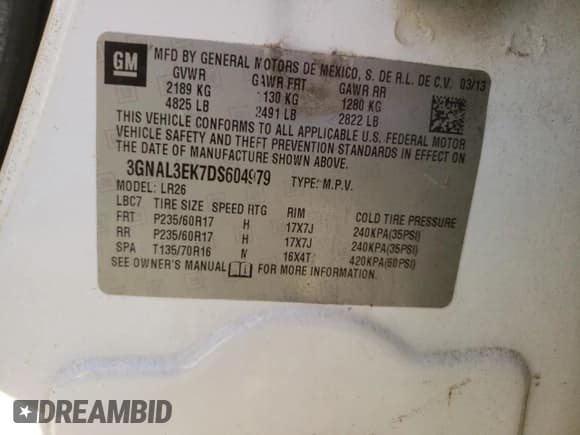 GM
MFD BY GENERAL MOTORS DE MEXICO, S. DE R.L. DE C.V. 03/13
GVWR GAWR FRT GAWR RR
2189 KG 1130 KG 1280 KG
4825 LB 2491 LB 2822 LB
THIS VEHICLE CONFORMS TO ALL APPLICABLE U.S. FEDERAL MOTOR
VEHICLE SAFETY AND THEFT PREVENTION STANDARDS IN EFFECT ON
THE DATE OF MANUFACTURE SHOWN ABOVE.
3GNAL3EK7DS604979 TYPE: M.P.V.
MODEL: LR26
LBC7 TIRE SIZE SPEED RTG RIM COLD TIRE PRESSURE
FRT P235/60R17 H 17X7J 240KPA(35PSI)
RR P235/60R17 H 17X7J 240KPA(35PSI)
SPA T135/70R16 M 16X4T 420KPA(60PSI)
SEE OWNER'S MANUAL FOR MORE INFORMATION.
DREAMBID